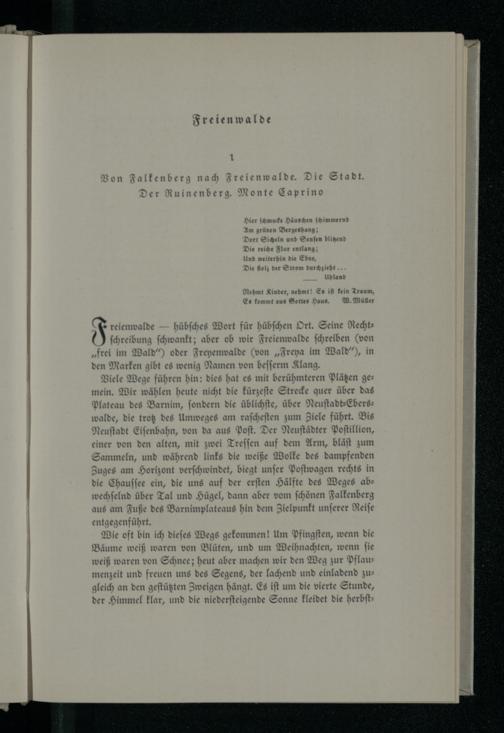 Freienwalde
1
Von Falkenberg nach Freienwalde. Die Stadt.
Der Ruinenberg. Monte Caprino
Hier schmucke Häuschen schimmernd
Am grünen Bergeshang;
Dort Sicheln und Sensen blitzend
Die reiche Flur entlang;
Und weiterhin die Ebne,
Die stolz der Strom durchzieht...
Uhland
Nehmt Kinder, nehmt! Es ist kein Traum,
Es kommt aus Gottes Haus. W. Müller
Freienwalde — hübsches Wort für hübschen Ort. Seine Recht-
schreibung schwankt; aber ob wir Freienwalde schreiben (von
„frei im Wald“) oder Freyenwalde (von „Freya im Wald“), in
den Marken gibt es wenig Namen von besserm Klang.
Viele Wege führen hin: dies hat es mit berühmteren Plätzen ge-
mein. Wir wählen heute nicht die kürzeste Strecke quer über das
Plateau des Barnim, sondern die üblichste, über Neustadt-Ebers-
walde, die trotz des Umweges am raschesten zum Ziele führt. Bis
Neustadt Eisenbahn, von da aus Post. Der Neustädter Postillion,
einer von den alten, mit zwei Tressen auf dem Arm, bläst zum
Sammeln, und während links die weiße Wolke des dampfenden
Zuges am Horizont verschwindet, biegt unser Postwagen rechts in
die Chaussee ein, die uns auf der ersten Hälfte des Weges ab-
wechselnd über Tal und Hügel, dann aber vom schönen Falkenberg
aus am Fuße des Barnimplateaus hin dem Zielpunkt unserer Reise
entgegenführt.
Wie oft bin ich dieses Wegs gekommen! Um Pfingsten, wenn die
Bäume weiß waren von Blüten, und um Weihnachten, wenn sie
weiß waren von Schnee; heut aber machen wir den Weg zur Pflau-
menzeit und freuen uns des Segens, der lachend und einladend zu-
gleich an den gestützten Zweigen hängt. Es ist um die vierte Stunde,
der Himmel klar, und die niedersteigende Sonne kleidet die herbst-